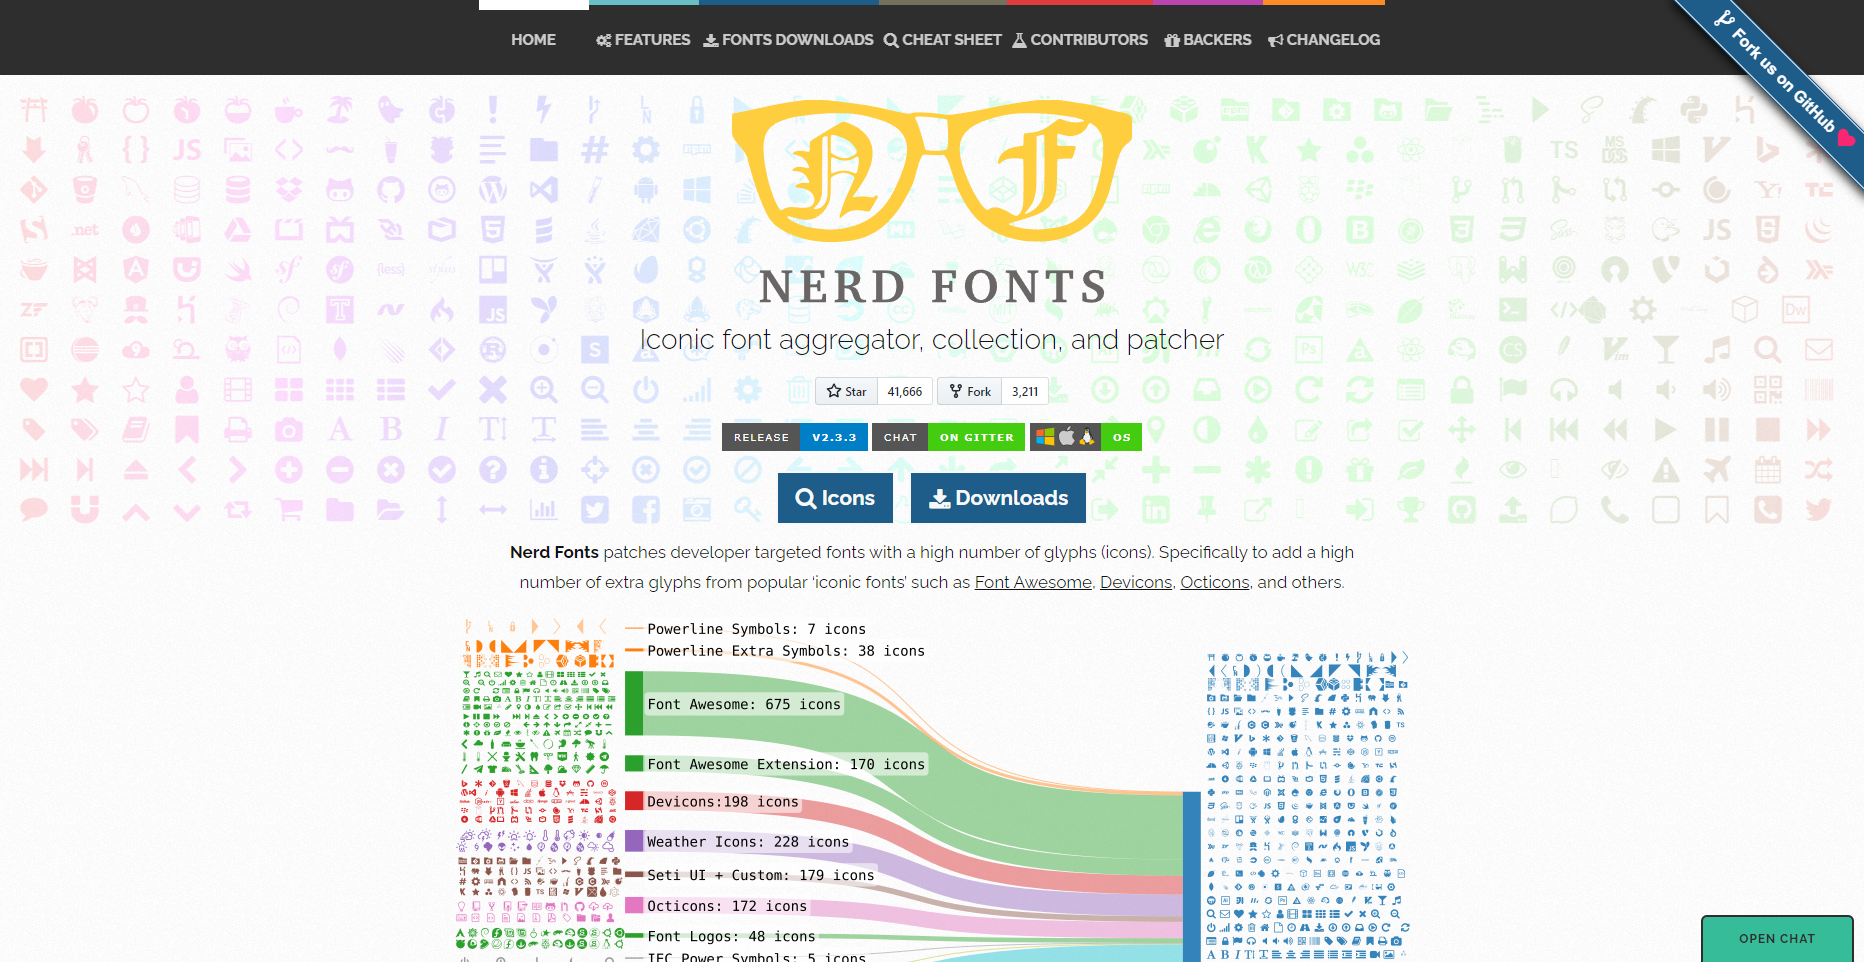 HOME FEATURES FONTS DOWNLOADS CHEAT SHEET CONTRIBUTORS BACKERS CHANGELOG
Fork us on GitHub
NERD FONTS
Iconic font aggregator, collection, and patcher
Star 41,666 Fork 3,211
RELEASE V2.3.3 CHAT ON GITTER OS
Icons Downloads
Nerd Fonts patches developer targeted fonts with a high number of glyphs (icons). Specifically to add a high
number of extra glyphs from popular ‘iconic fonts’ such as Font Awesome, Devicons, Octicons, and others.
Powerline Symbols: 7 icons
Powerline Extra Symbols: 38 icons
Font Awesome: 675 icons
Font Awesome Extension: 170 icons
Devicons:198 icons
Weather Icons: 228 icons
Seti UI + Custom: 179 icons
Octicons: 172 icons
Font Logos: 48 icons
IEC Power Symbols: 5 icons
OPEN CHAT